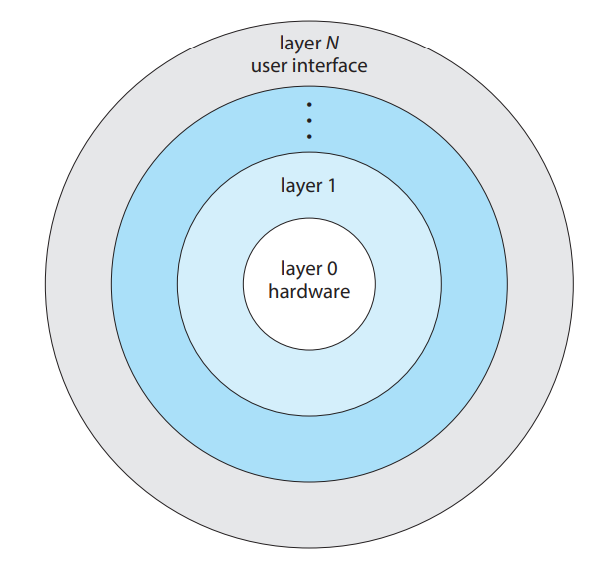 layer N
user interface
layer 1
layer 0
hardware